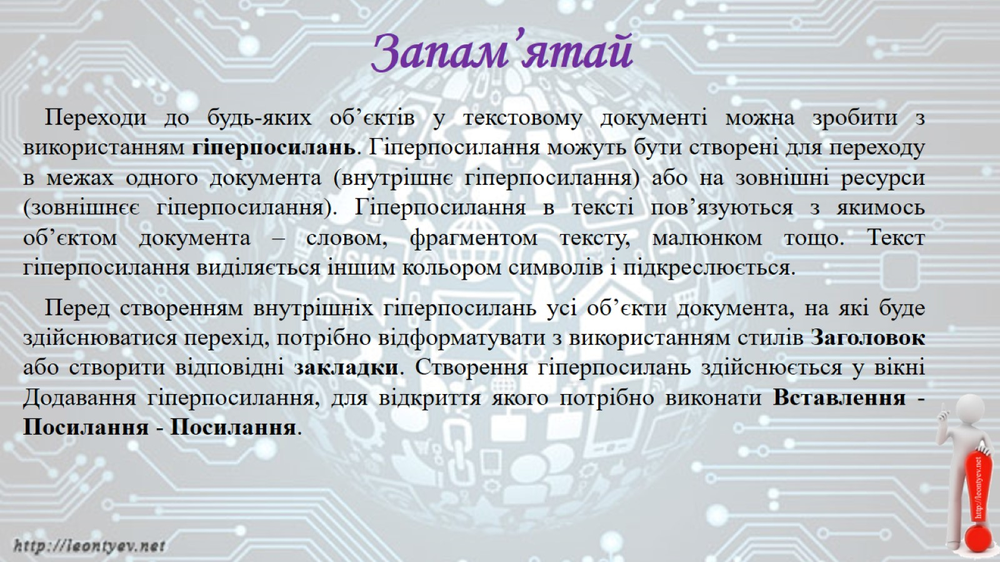 Запам’ятай
Переходи до будь-яких об’єктів у текстовому документі можна зробити з
використанням гіперпосилань. Гіперпосилання можуть бути створені для переходу
в межах одного документа (внутрішнє гіперпосилання) або на зовнішні ресурси
(зовнішнєє гіперпосилання). Гіперпосилання в тексті пов’язуються з якимось
об’єктом документа – словом, фрагментом тексту, малюнком тощо. Текст
гіперпосилання виділяється іншим кольором символів і підкреслюється.
Перед створенням внутрішніх гіперпосилань усі об’єкти документа, на які буде
здійснюватися перехід, потрібно відформатувати з використанням стилів Заголовок
або створити відповідні закладки. Створення гіперпосилань здійснюється у вікні
Додавання гіперпосилання, для відкриття якого потрібно виконати Вставлення -
Посилання - Посилання.
http://leontyev.net
http://leontyev.net
SMS